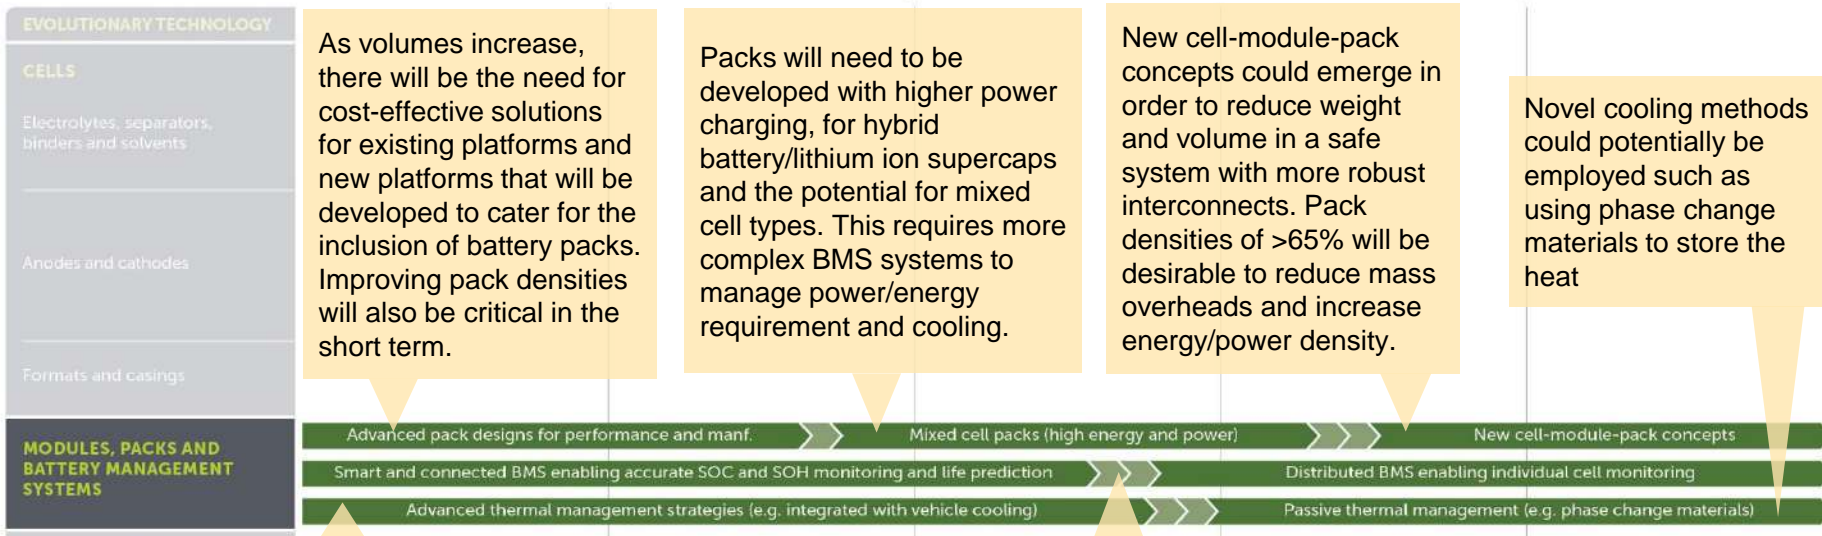 EVOLUTIONARY TECHNOLOGY
CELLS
Electrolytes, separators,
binders and solvents
Anodes and cathodes
Formats and casings
As volumes increase,
there will be the need for
cost-effective solutions
for existing platforms and
new platforms that will be
developed to cater for the
inclusion of battery packs.
Improving pack densities
will also be critical in the
short term.
Packs will need to be
developed with higher power
charging, for hybrid
battery/lithium ion supercaps
and the potential for mixed
cell types. This requires more
complex BMS systems to
manage power/energy
requirement and cooling.
New cell-module-pack
concepts could emerge in
order to reduce weight
and volume in a safe
system with more robust
interconnects. Pack
densities of >65% will be
desirable to reduce mass
overheads and increase
energy/power density.
Novel cooling methods
could potentially be
employed such as
using phase change
materials to store the
heat
MODULES, PACKS AND
BATTERY MANAGEMENT
SYSTEMS
Advanced pack designs for performance and manf.
Mixed cell packs (high energy and power)
New cell-module-pack concepts
Smart and connected BMS enabling accurate SOC and SOH monitoring and life prediction
Distributed BMS enabling individual cell monitoring
Advanced thermal management strategies (e.g. integrated with vehicle cooling)
Passive thermal management (e.g. phase change materials)